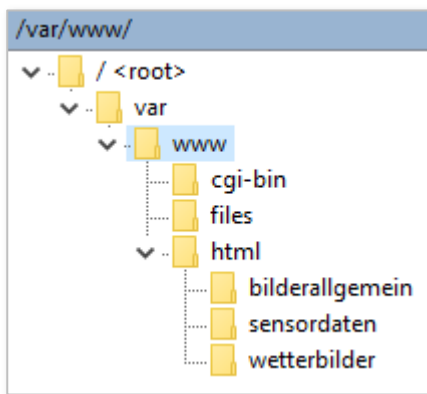 /var/www/
/ <root>
var
www
cgi-bin
files
html
bilderallgemein
sensordaten
wetterbilder